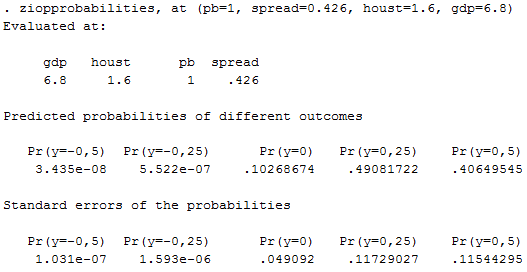 . ziopprobabilities, at (pb=1, spread=0.426, houst=1.6, gdp=6.8)
Evaluated at:
gdp houst pb spread
6.8 1.6 1 .426
Predicted probabilities of different outcomes
Pr(y=-0,5) Pr(y=-0,25) Pr(y=0) Pr(y=0,25) Pr(y=0,5)
3.435e-08 5.522e-07 .10268674 .49081722 .40649545
Standard errors of the probabilities
Pr(y=-0,5) Pr(y=-0,25) Pr(y=0) Pr(y=0,25) Pr(y=0,5)
1.031e-07 1.593e-06 .049092 .11729027 .11544295